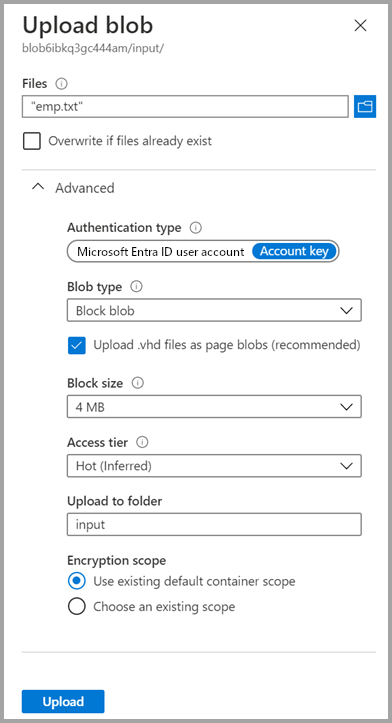 Upload blob
blob6ibkq3gc444am/input/
Files
"emp.txt"
Overwrite if files already exist
Advanced
Authentication type
Microsoft Entra ID user account Account key
Blob type
Block blob
Upload .vhd files as page blobs (recommended)
Block size
4 MB
Access tier
Hot (Inferred)
Upload to folder
input
Encryption scope
Use existing default container scope
Choose an existing scope
Upload